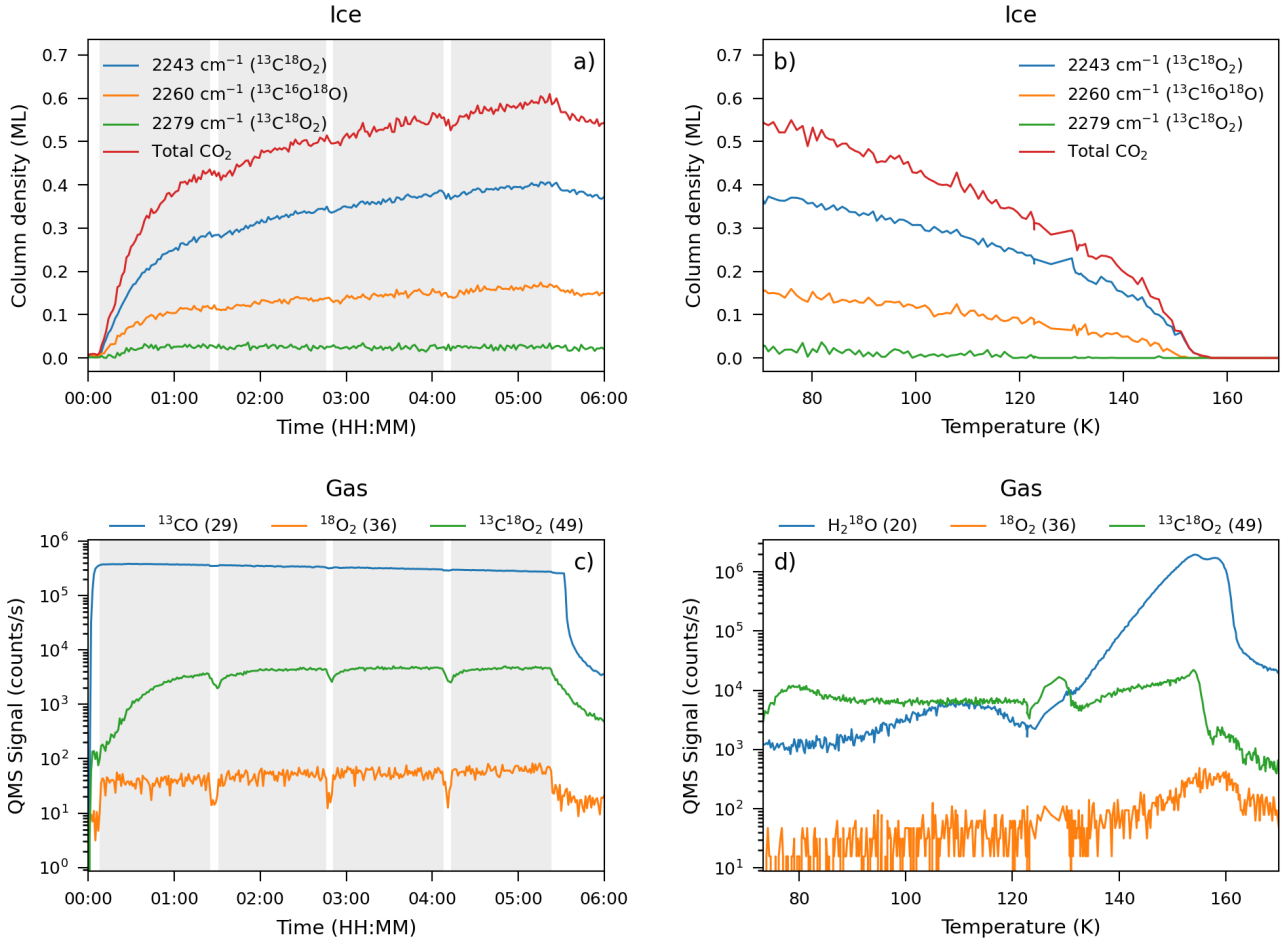 Ice
a)
2243 cm⁻¹ (¹³C¹⁸O₂)
2260 cm⁻¹ (¹³C¹⁶O¹⁸O)
2279 cm⁻¹ (¹³C¹⁸O₂)
Total CO₂
Column density (ML)
0.7
0.6
0.5
0.4
0.3
0.2
0.1
0.0
00:00 01:00 02:00 03:00 04:00 05:00 06:00
Time (HH:MM)
Ice
b)
2243 cm⁻¹ (¹³C¹⁸O₂)
2260 cm⁻¹ (¹³C¹⁶O¹⁸O)
2279 cm⁻¹ (¹³C¹⁸O₂)
Total CO₂
Column density (ML)
0.7
0.6
0.5
0.4
0.3
0.2
0.1
0.0
80 100 120 140 160
Temperature (K)
Gas
¹³CO (29) ¹⁸O₂ (36) ¹³C¹⁸O₂ (49)
c)
QMS Signal (counts/s)
10⁶
10⁵
10⁴
10³
10²
10¹
10⁰
00:00 01:00 02:00 03:00 04:00 05:00 06:00
Time (HH:MM)
Gas
H₂¹⁸O (20) ¹⁸O₂ (36) ¹³C¹⁸O₂ (49)
d)
QMS Signal (counts/s)
10⁶
10⁵
10⁴
10³
10²
10¹
80 100 120 140 160
Temperature (K)